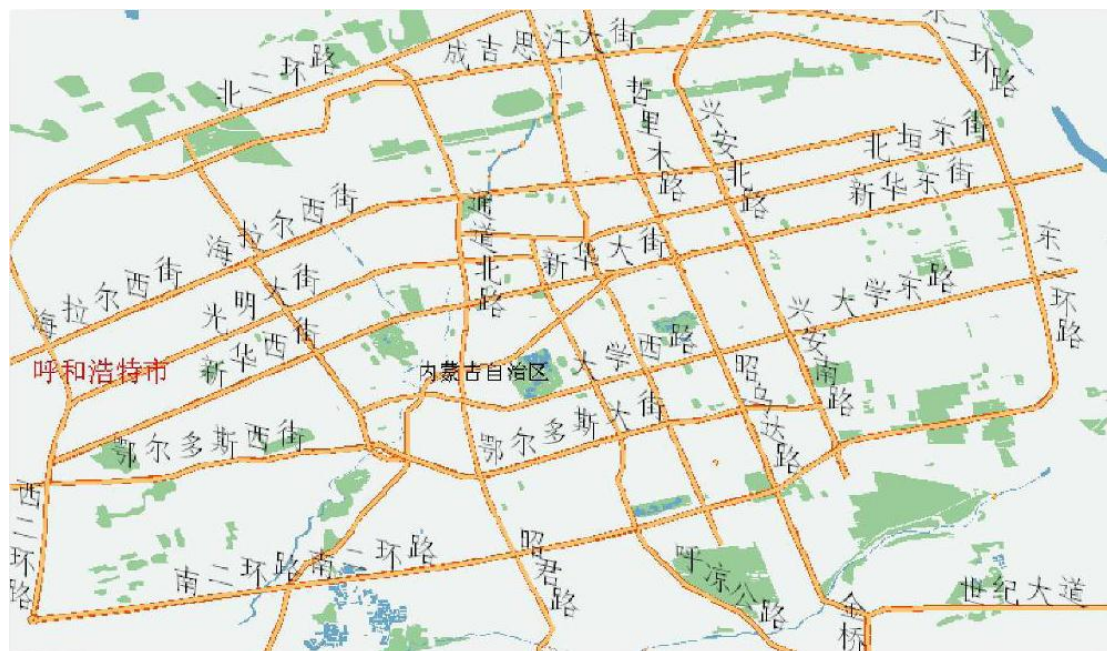 北二环路
成吉思汗大街
东二环路
哲里木路
兴安北路
北垣东街
新华东街
海拉尔西街
通道北路
新华大街
东二环路
海拉尔西街
光明大街
新华西街
大学东路
兴安南路
大学西路
昭乌达路
呼和浩特市
内蒙古自治区
鄂尔多斯西街
鄂尔多斯大街
西二环路
南二环路
南二环路
昭君路
呼凉公路
世纪大道
金桥